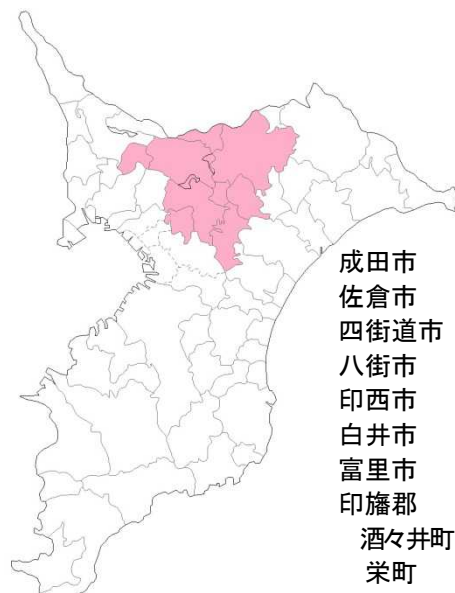 成田市
佐倉市
四街道市
八街市
印西市
白井市
富里市
印旛郡
酒々井町
栄町